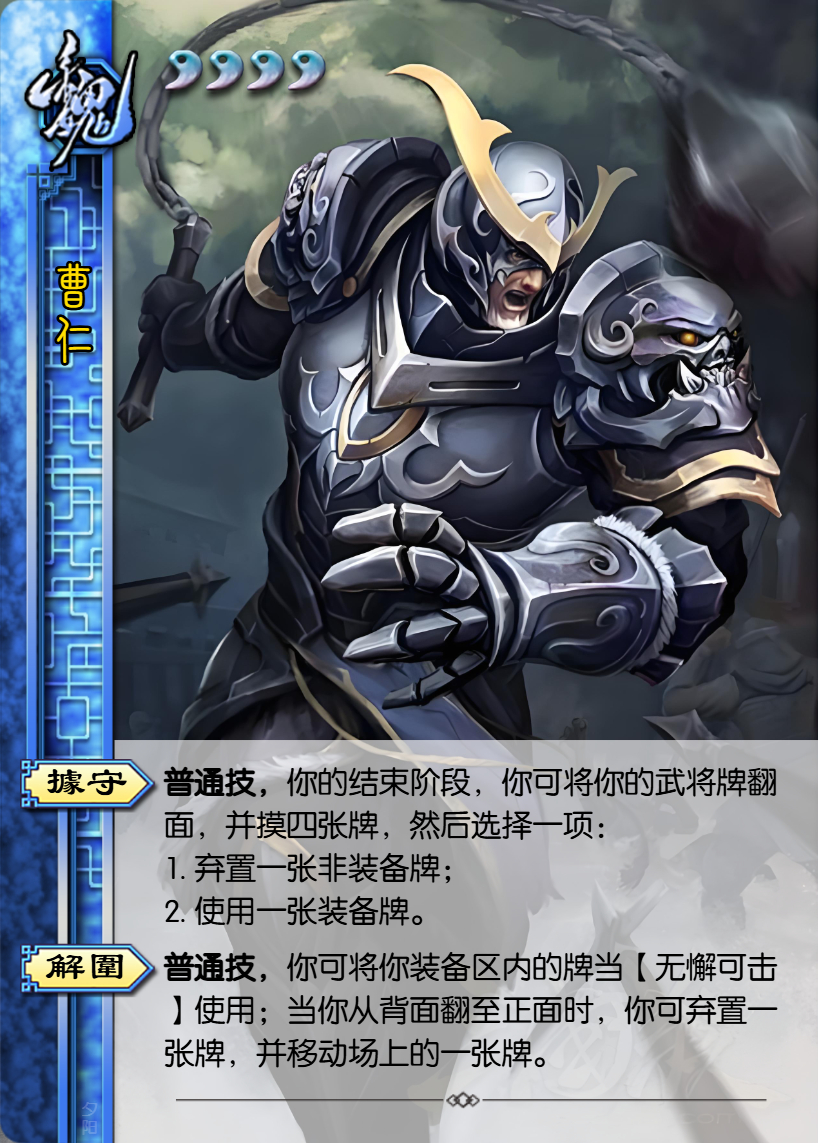 魏
曹仁
據守
普通技，你的结束阶段，你可将你的武将牌翻
面，并摸四张牌，然后选择一项：
1. 弃置一张非装备牌；
2. 使用一张装备牌。
解圍
普通技，你可将你装备区内的牌当【无懈可击
】使用；当你从背面翻至正面时，你可弃置一
张牌，并移动场上的一张牌。
夕阳